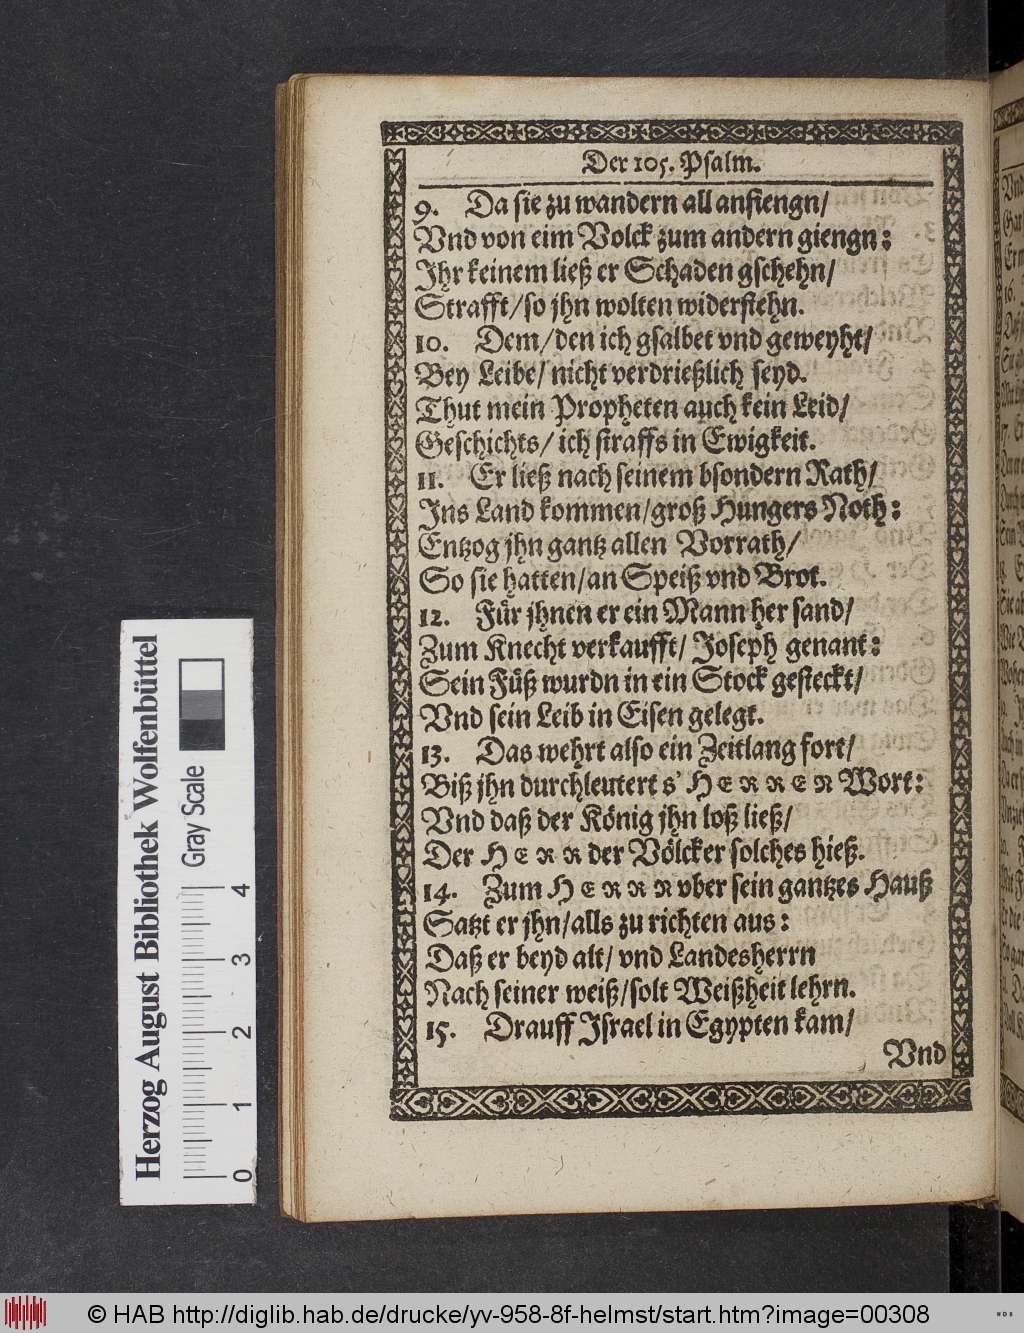 Der 105. Psalm.
9. Da sie zu wandern all anfiengn/
Vnd von eim Volck zum andern giengn:
Jhr keinem ließ er Schaden gschehn/
Strafft/so jhn wolten widerstehn.
10. Dem/den ich gsalbet vnd geweyht/
Bey Leibe/ nicht verdrießlich seyd.
Thut mein Propheten auch kein Leid/
Geschichts/ ich straffs in Ewigkeit.
11. Er ließ nach seinem bsondern Rath/
Jns Land kommen/groß Hungers Noth:
Entzog jhn gantz allen Vorrath/
So sie hatten/an Speiß vnd Brot.
12. Für jhnen er ein Mann her sand/
Zum Knecht verkaufft/ Joseph genant:
Sein Füß wurdn in ein Stock gesteckt/
Vnd sein Leib in Eisen gelegt.
13. Das wehrt also ein Zeitlang fort/
Biß jhn durchleutert s' HERREN Wort:
Vnd daß der König jhn loß ließ/
Der HERR der Völcker solches hieß.
14. Zum HERRN vber sein gantzes Hauß
Satzt er jhn/alls zu richten aus:
Daß er beyd alt/ vnd Landesherrn
Nach seiner weiß/solt Weißheit lehrn.
15. Drauff Jsrael in Egypten kam/
Vnd
Herzog August Bibliothek Wolfenbüttel
Gray Scale
0 1 2 3 4
© HAB http://diglib.hab.de/drucke/yv-958-8f-helmst/start.htm?image=00308